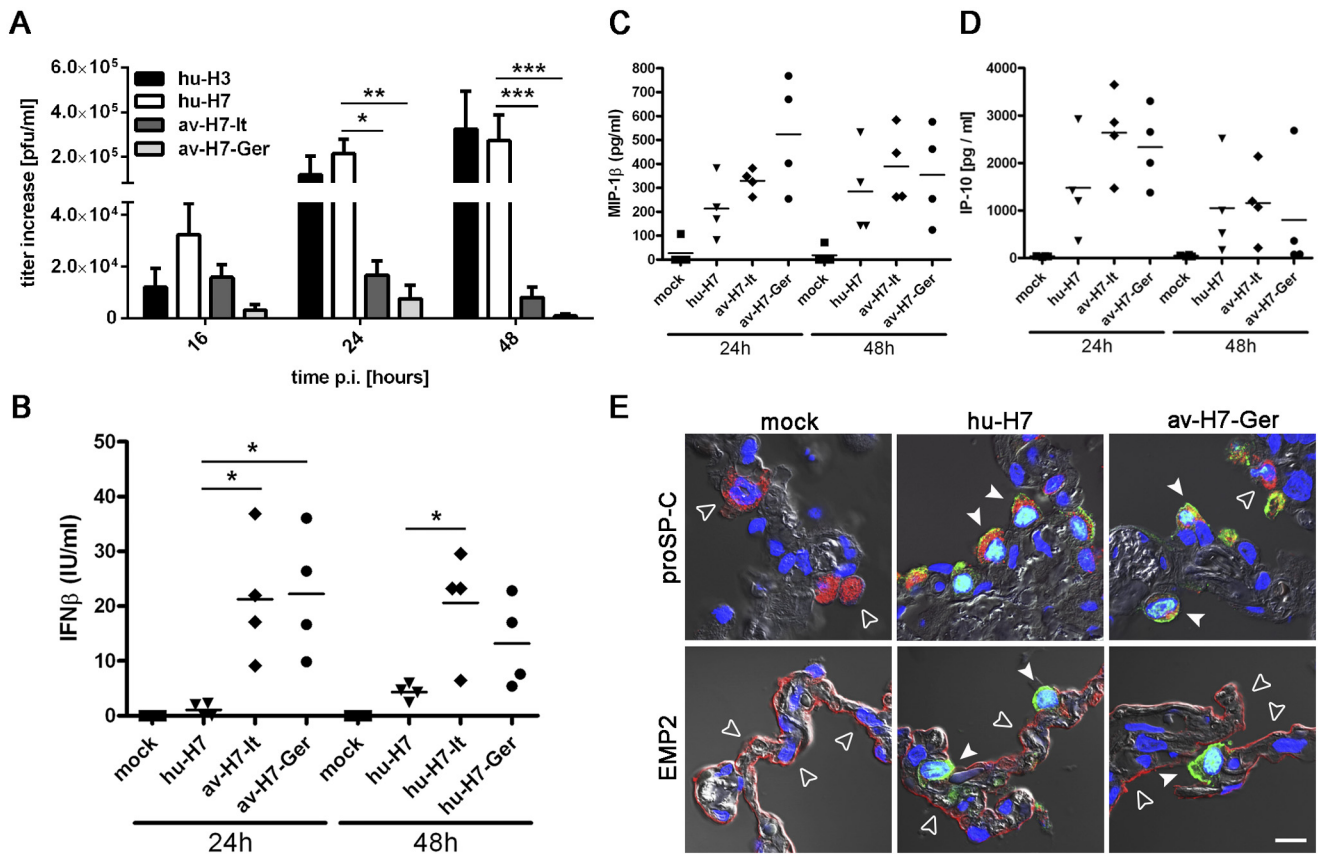 A
6.0×10⁵
4.0×10⁵
2.0×10⁵
4.0×10⁴
2.0×10⁴
0
titer increase [pfu/ml]
hu-H3
hu-H7
av-H7-It
av-H7-Ger
** 
*
***
***
16
24
48
time p.i. [hours]
B
50
40
30
20
10
0
IFNβ (IU/ml)
*
*
*
mock
hu-H7
av-H7-It
av-H7-Ger
mock
hu-H7
hu-H7-It
hu-H7-Ger
24h
48h
C
800
700
600
500
400
300
200
100
0
MIP-1β (pg/ml)
mock
hu-H7
av-H7-It
av-H7-Ger
mock
hu-H7
av-H7-It
av-H7-Ger
24h
48h
D
4000
3000
2000
1000
0
IP-10 [pg / ml]
mock
hu-H7
av-H7-It
av-H7-Ger
mock
hu-H7
av-H7-It
av-H7-Ger
24h
48h
E
mock
hu-H7
av-H7-Ger
proSP-C
EMP2